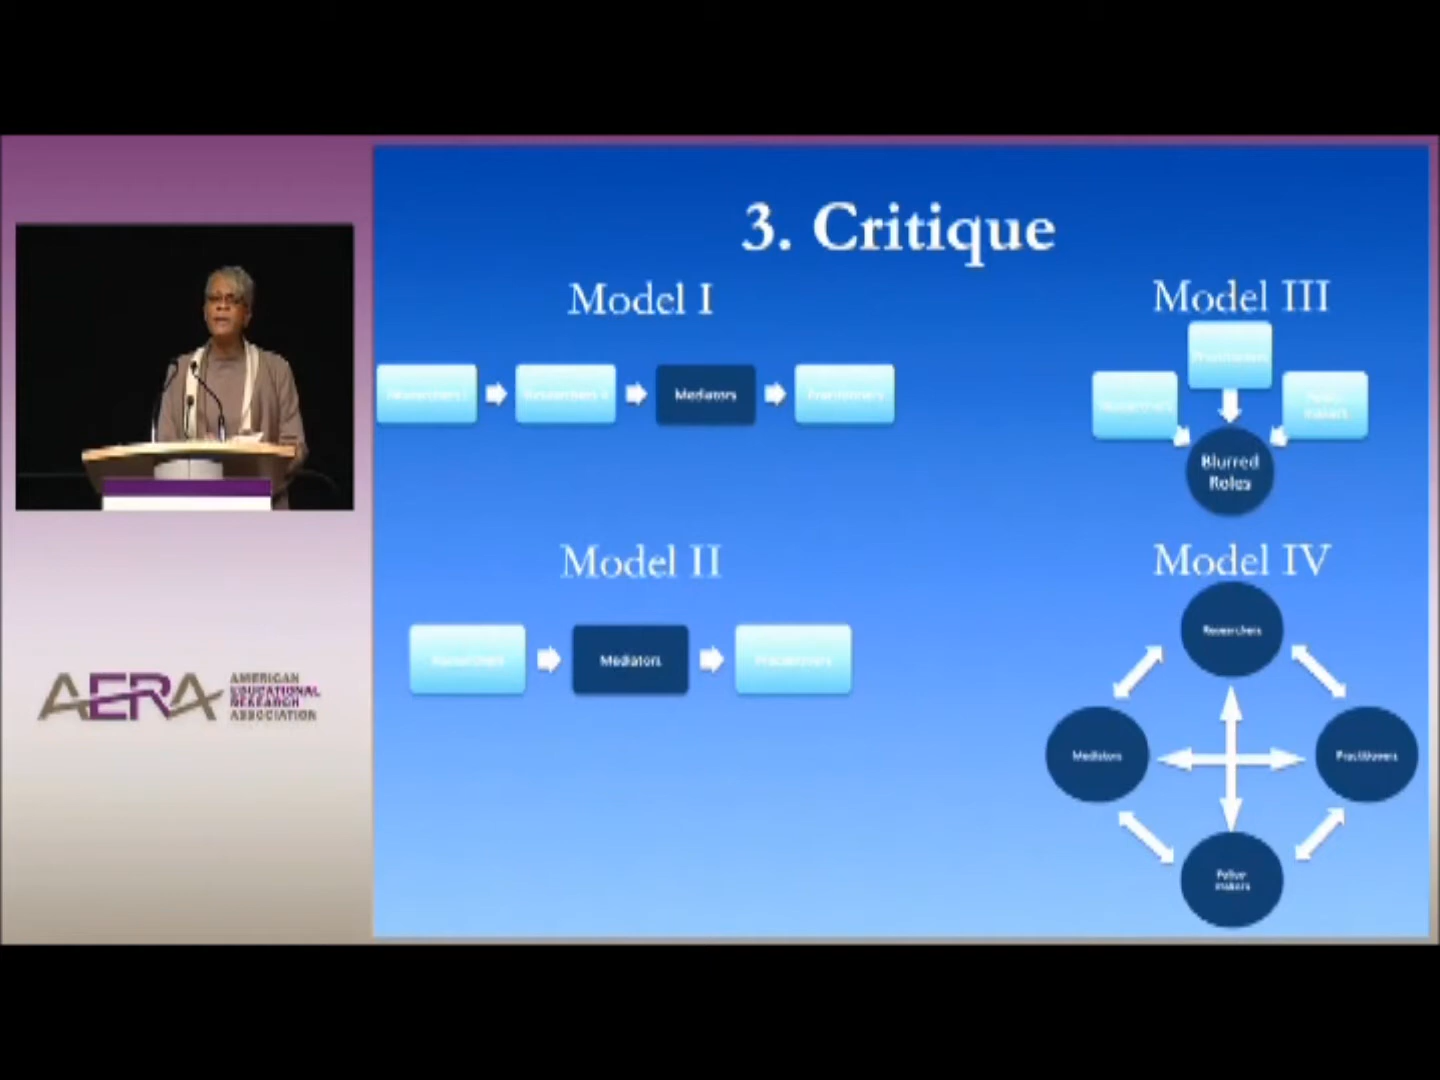 3. Critique
Model I
Researchers I
Researchers II
Mediators
Practitioners
Model II
Researchers
Mediators
Practitioners
Model III
Practitioners
Researchers
Policy
makers
Blurred
Roles
Model IV
Researchers
Mediators
Practitioners
Policy
makers
AERA
AMERICAN
EDUCATIONAL
RESEARCH
ASSOCIATION